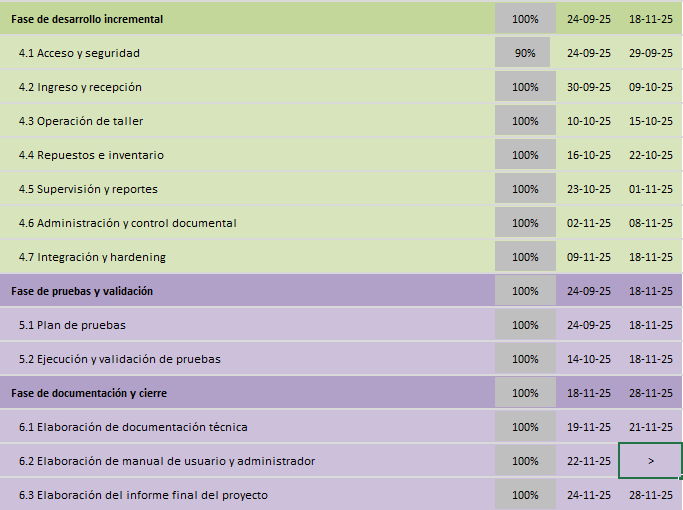 Fase de desarrollo incremental 100% 24-09-25 18-11-25
4.1 Acceso y seguridad 90% 24-09-25 29-09-25
4.2 Ingreso y recepción 100% 30-09-25 09-10-25
4.3 Operación de taller 100% 10-10-25 15-10-25
4.4 Repuestos e inventario 100% 16-10-25 22-10-25
4.5 Supervisión y reportes 100% 23-10-25 01-11-25
4.6 Administración y control documental 100% 02-11-25 08-11-25
4.7 Integración y hardening 100% 09-11-25 18-11-25
Fase de pruebas y validación 100% 24-09-25 18-11-25
5.1 Plan de pruebas 100% 24-09-25 18-11-25
5.2 Ejecución y validación de pruebas 100% 14-10-25 18-11-25
Fase de documentación y cierre 100% 18-11-25 28-11-25
6.1 Elaboración de documentación técnica 100% 19-11-25 21-11-25
6.2 Elaboración de manual de usuario y administrador 100% 22-11-25 >
6.3 Elaboración del informe final del proyecto 100% 24-11-25 28-11-25